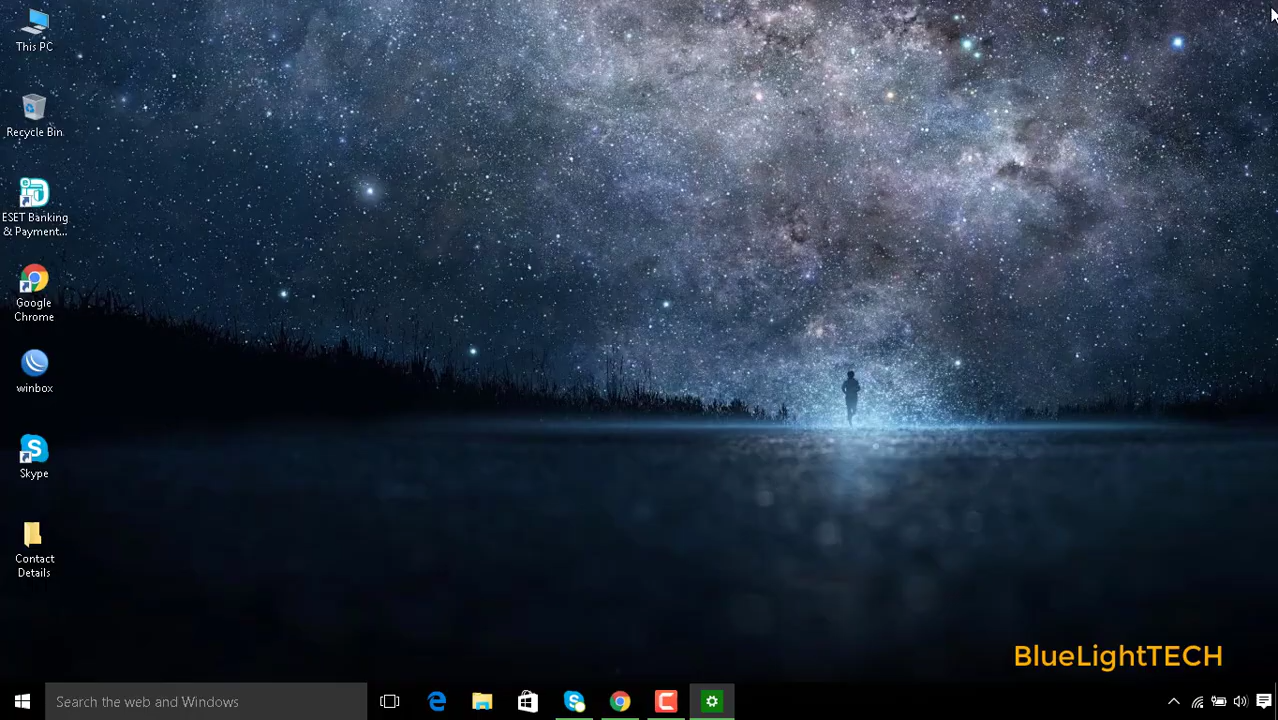 This PC
Recycle Bin
ESET Banking
& Payment...
Google
Chrome
winbox
Skype
Contact
Details
BlueLightTECH
Search the web and Windows